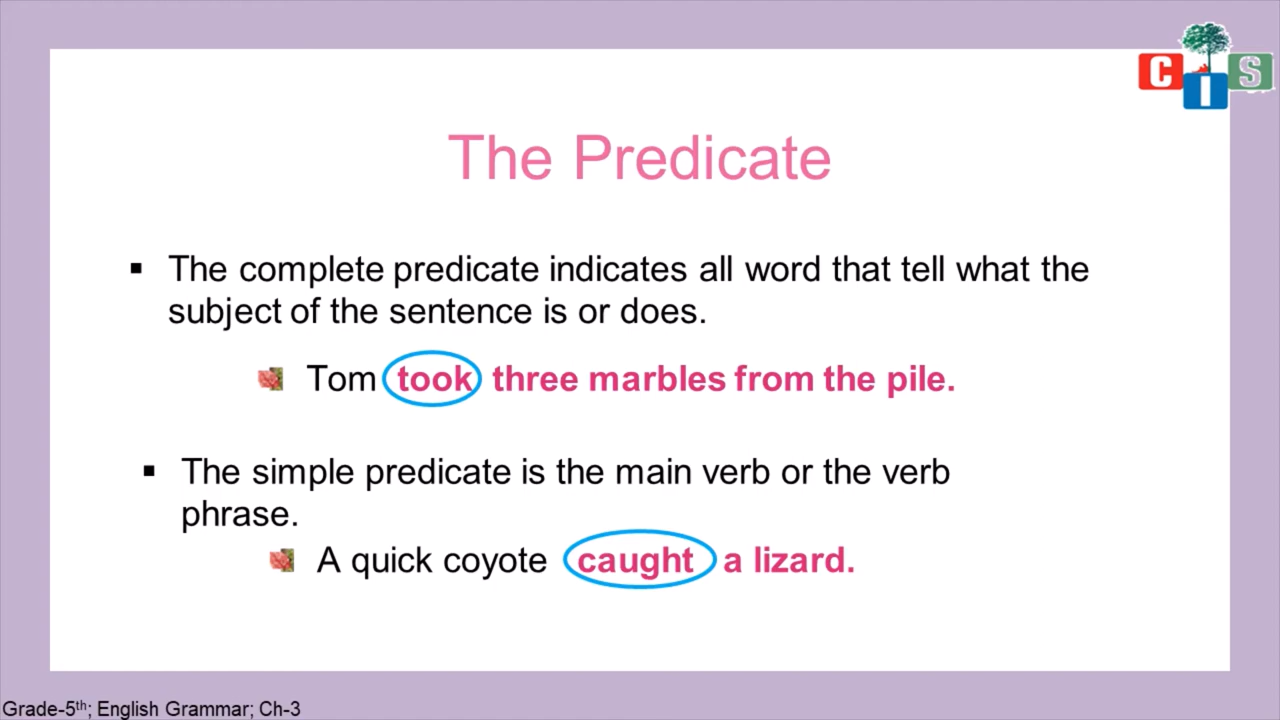 C I S
The Predicate
▪ The complete predicate indicates all word that tell what the
subject of the sentence is or does.
Tom took three marbles from the pile.
▪ The simple predicate is the main verb or the verb
phrase.
A quick coyote caught a lizard.
Grade-5th; English Grammar; Ch-3